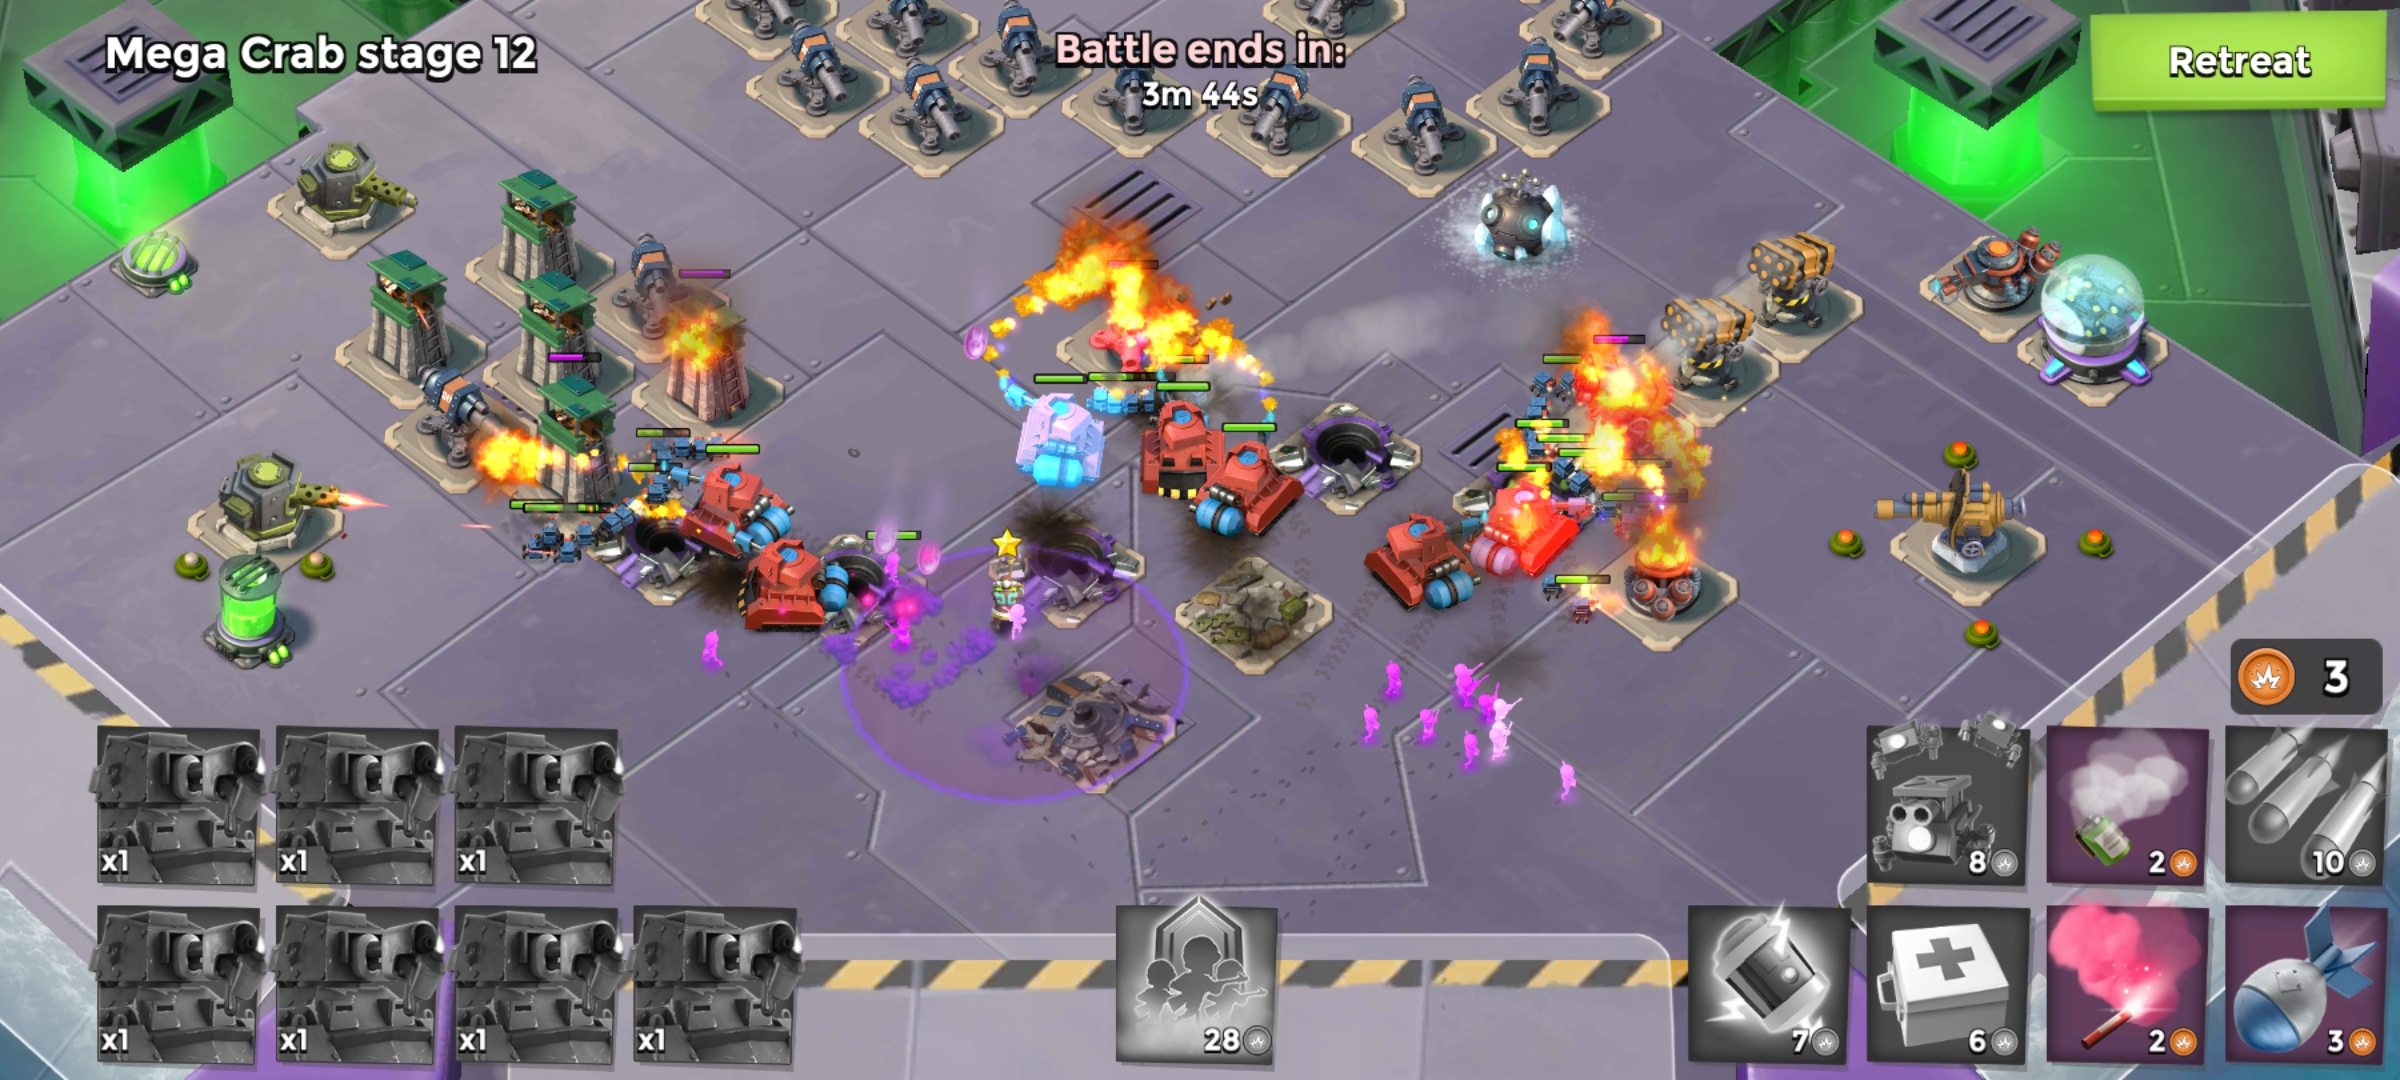 Mega Crab stage 12
Battle ends in:
3m 44s
Retreat
3
x1
x1
x1
8
2
10
x1
x1
x1
x1
28
7
6
2
3